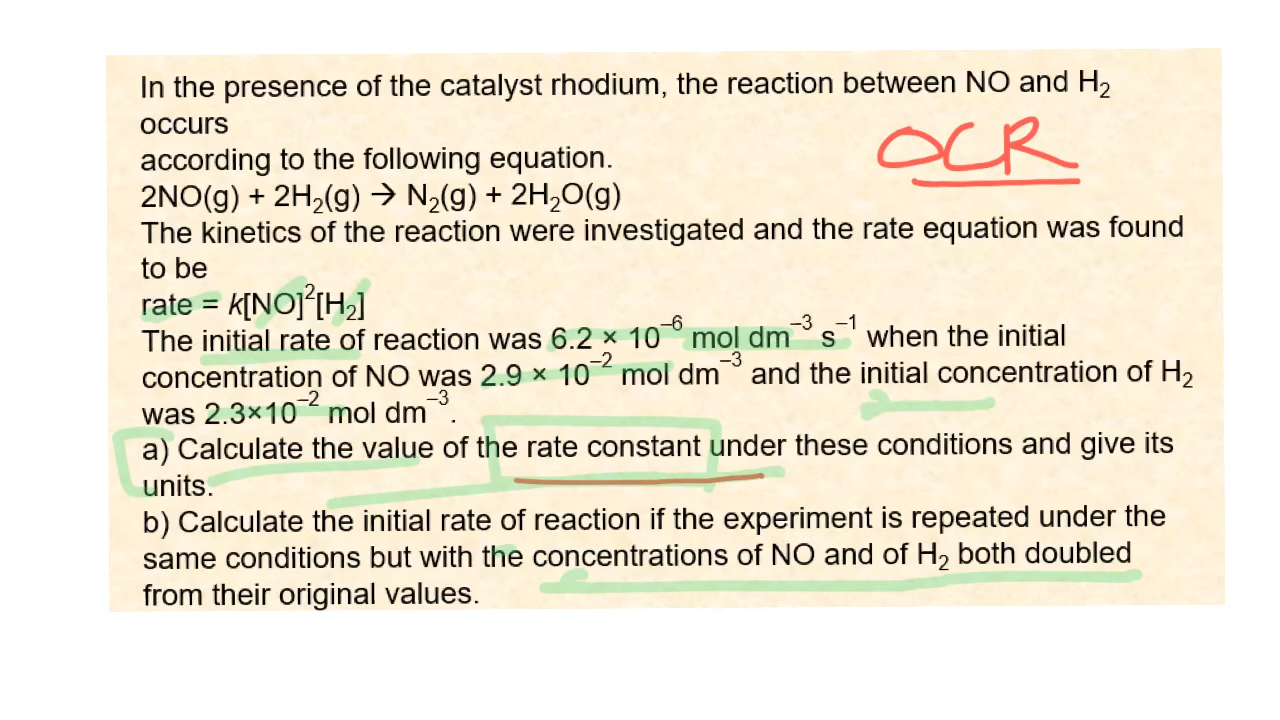 In the presence of the catalyst rhodium, the reaction between NO and H₂
occurs
OCR
according to the following equation.
2NO(g) + 2H₂(g) → N₂(g) + 2H₂O(g)
The kinetics of the reaction were investigated and the rate equation was found
to be
rate = k[NO]²[H₂]
The initial rate of reaction was 6.2 × 10⁻⁶ mol dm⁻³ s⁻¹ when the initial
concentration of NO was 2.9 × 10⁻² mol dm⁻³ and the initial concentration of H₂
was 2.3×10⁻² mol dm⁻³.
a) Calculate the value of the rate constant under these conditions and give its
units.
b) Calculate the initial rate of reaction if the experiment is repeated under the
same conditions but with the concentrations of NO and of H₂ both doubled
from their original values.